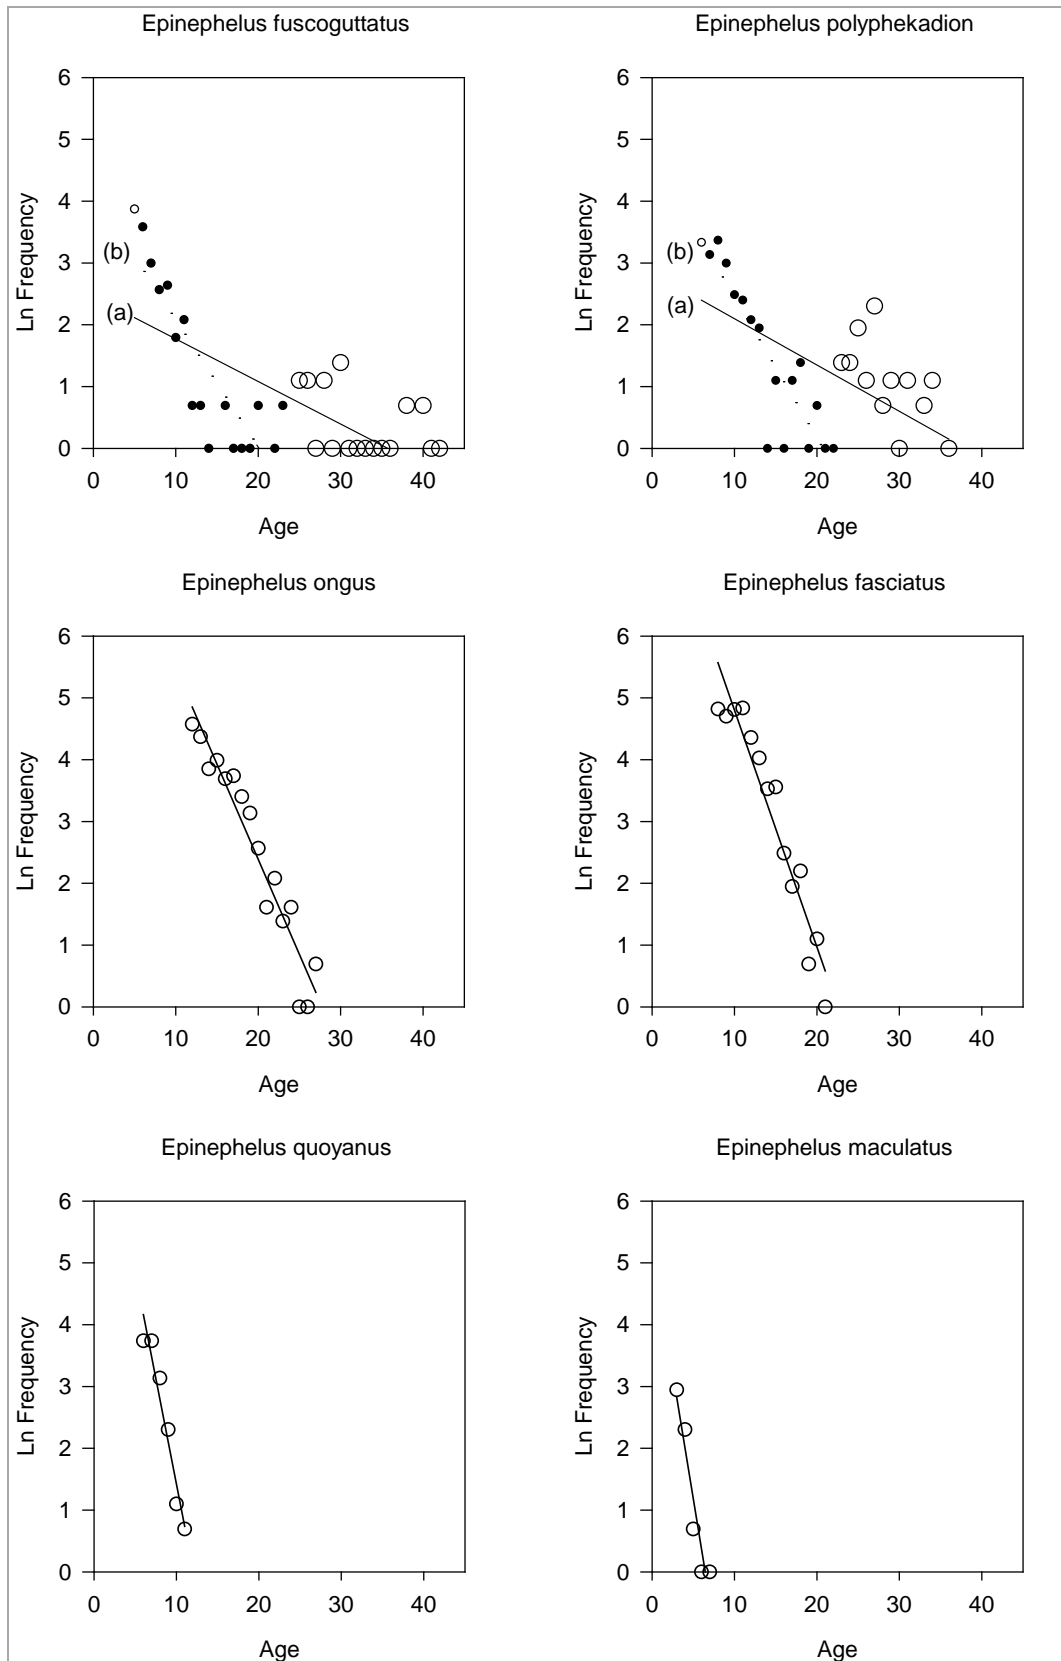 Epinephelus fuscoguttatus
Epinephelus polyphekadion
6
5
4
3
2
1
0
Ln Frequency
(b)
(a)
0 10 20 30 40
Age
6
5
4
3
2
1
0
Ln Frequency
(b)
(a)
0 10 20 30 40
Age
Epinephelus ongus
Epinephelus fasciatus
6
5
4
3
2
1
0
Ln Frequency
0 10 20 30 40
Age
6
5
4
3
2
1
0
Ln Frequency
0 10 20 30 40
Age
Epinephelus quoyanus
Epinephelus maculatus
6
5
4
3
2
1
0
Ln Frequency
0 10 20 30 40
Age
6
5
4
3
2
1
0
Ln Frequency
0 10 20 30 40
Age